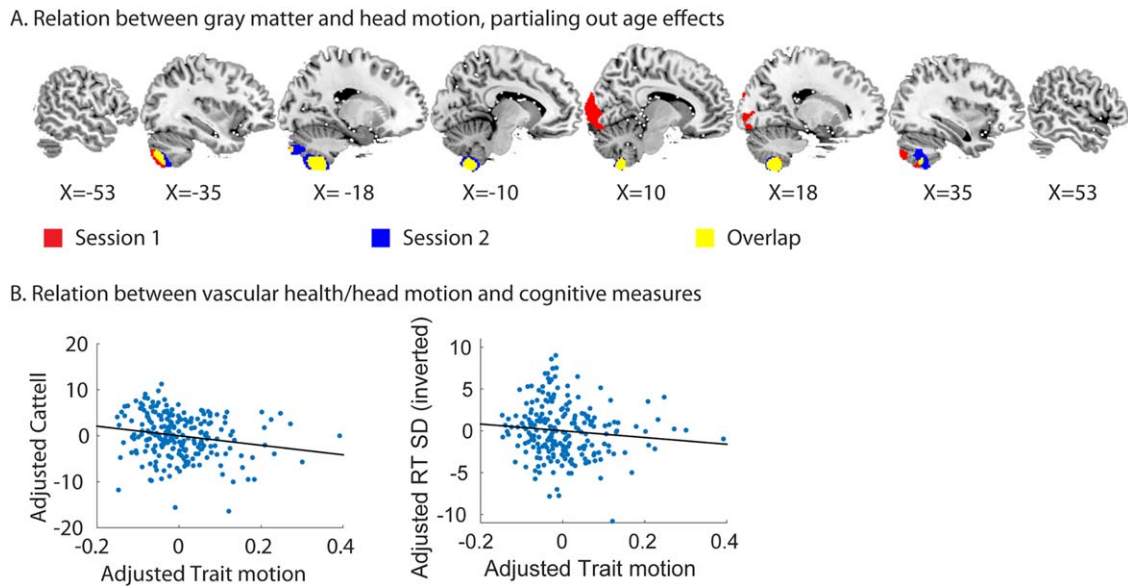 A. Relation between gray matter and head motion, partialing out age effects
X=-53 X=-35 X= -18 X=-10 X=10 X=18 X=35 X=53
Session 1 Session 2 Overlap
B. Relation between vascular health/head motion and cognitive measures
Adjusted Cattell
20
10
0
-10
-20
-0.2 0 0.2 0.4
Adjusted Trait motion
Adjusted RT SD (inverted)
10
5
0
-5
-10
-0.2 0 0.2 0.4
Adjusted Trait motion